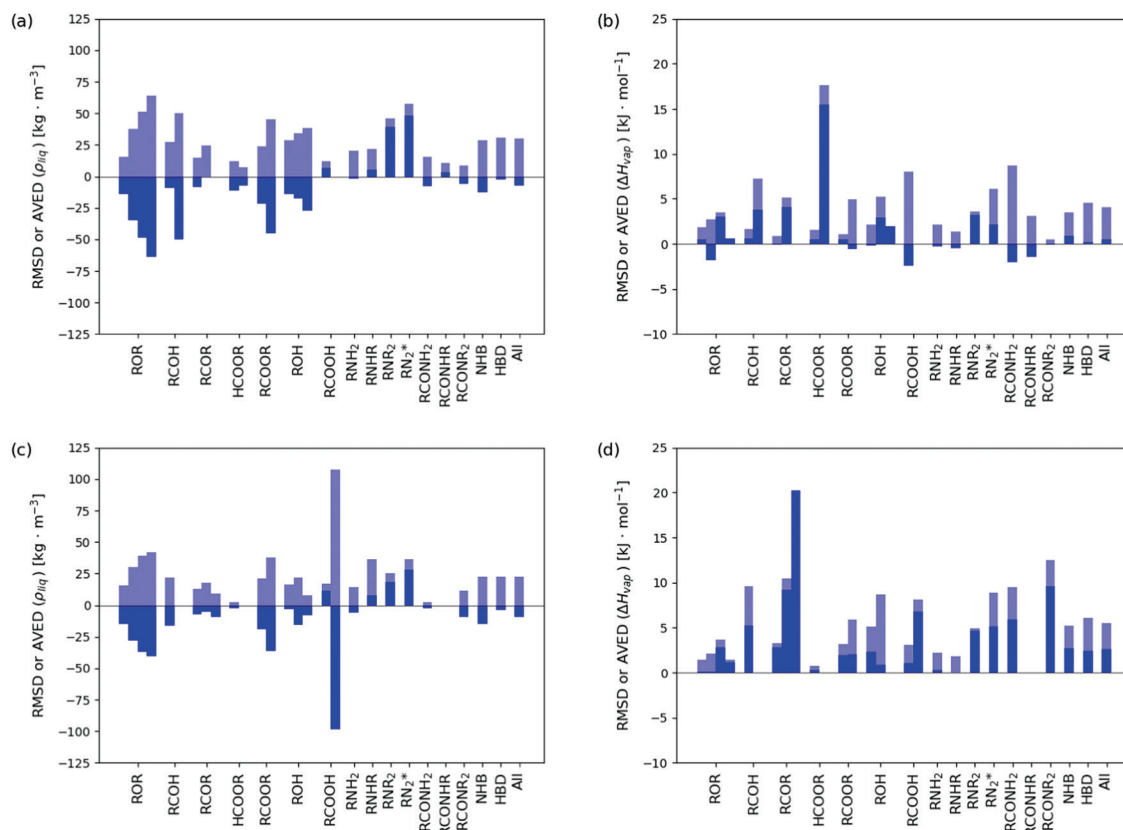 (a)
RMSD or AVED (ρliq) [kg · m⁻³]
125
100
75
50
25
0
−25
−50
−75
−100
−125
ROR
RCOH
RCOR
HCOOR
RCOOR
ROH
RCOOH
RNH₂
RNHR
RNR₂
RN₂*
RCONH₂
RCONHR
RCONR₂
NHB
HBD
All
(b)
RMSD or AVED (ΔHvap) [kJ · mol⁻¹]
25
20
15
10
5
0
−5
−10
ROR
RCOH
RCOR
HCOOR
RCOOR
ROH
RCOOH
RNH₂
RNHR
RNR₂
RN₂*
RCONH₂
RCONHR
RCONR₂
NHB
HBD
All
(c)
RMSD or AVED (ρliq) [kg · m⁻³]
125
100
75
50
25
0
−25
−50
−75
−100
−125
ROR
RCOH
RCOR
HCOOR
RCOOR
ROH
RCOOH
RNH₂
RNHR
RNR₂
RN₂*
RCONH₂
RCONHR
RCONR₂
NHB
HBD
All
(d)
RMSD or AVED (ΔHvap) [kJ · mol⁻¹]
25
20
15
10
5
0
−5
−10
ROR
RCOH
RCOR
HCOOR
RCOOR
ROH
RCOOH
RNH₂
RNHR
RNR₂
RN₂*
RCONH₂
RCONHR
RCONR₂
NHB
HBD
All